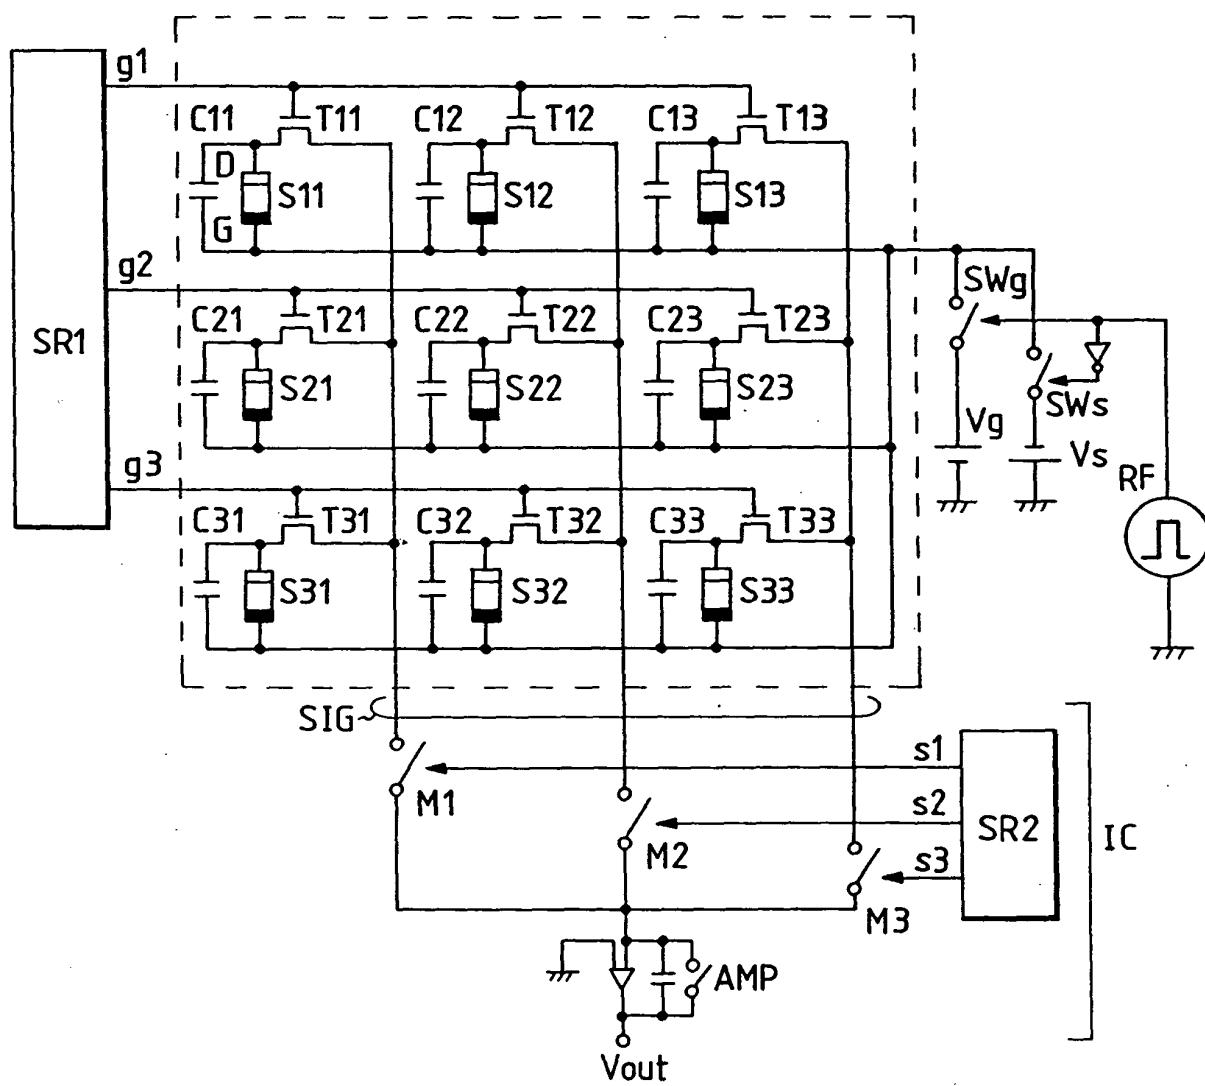 g1
C11 T11 C12 T12 C13 T13
D
S11 S12 S13
G
g2
SWg
C21 T21 C22 T22 C23 T23
SR1
S21 S22 S23
SWs
Vg
Vs
g3
RF
C31 T31 C32 T32 C33 T33
S31 S32 S33
SIG
s1
M1
s2
SR2
IC
M2
s3
M3
AMP
Vout